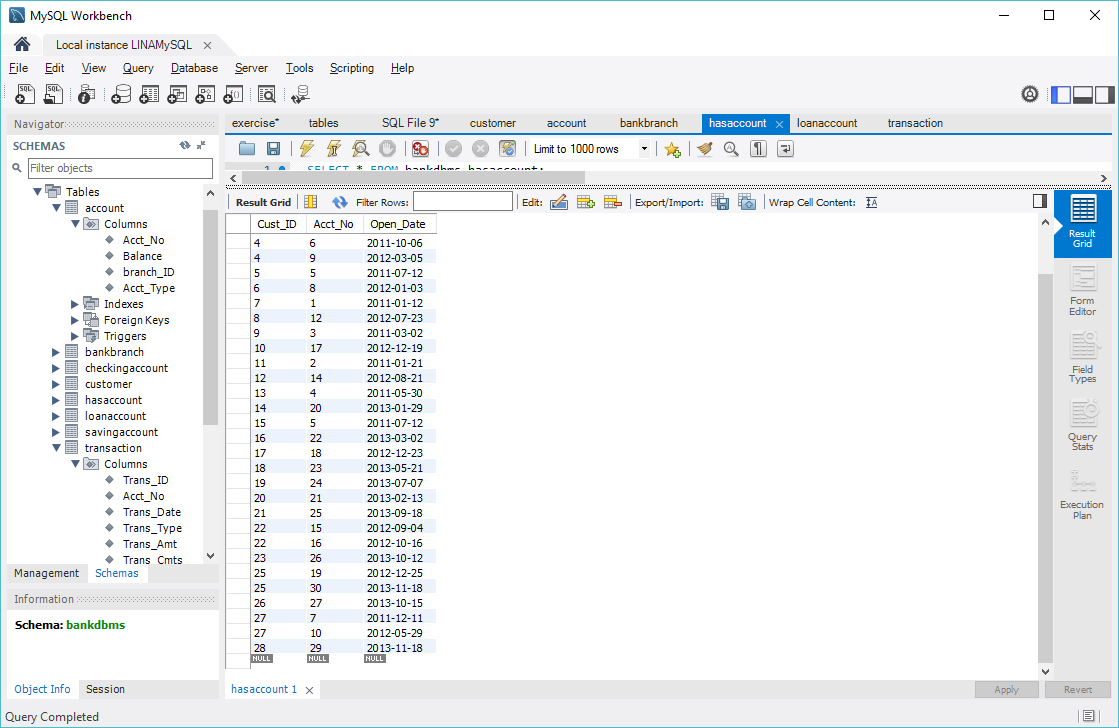 MySQL Workbench
Local instance LINAMySQL
File Edit View Query Database Server Tools Scripting Help
Navigator
SCHEMAS
Filter objects
Tables
account
Columns
Acct_No
Balance
branch_ID
Acct_Type
Indexes
Foreign Keys
Triggers
bankbranch
checkingaccount
customer
hasaccount
loanaccount
savingaccount
transaction
Columns
Trans_ID
Acct_No
Trans_Date
Trans_Type
Trans_Amt
Trans_Cmts
Management Schemas
Information
Schema: bankdbms
Object Info Session
exercise* tables SQL File 9* customer account bankbranch hasaccount loanaccount transaction
Limit to 1000 rows
1 SELECT * FROM bankdbms.hasaccount;
Result Grid Filter Rows: Edit: Export/Import: Wrap Cell Content:
Cust_ID Acct_No Open_Date
4 6 2011-10-06
4 9 2012-03-05
5 5 2011-07-12
6 8 2012-01-03
7 1 2011-01-12
8 12 2012-07-23
9 3 2011-03-02
10 17 2012-12-19
11 2 2011-01-21
12 14 2012-08-21
13 4 2011-05-30
14 20 2013-01-29
15 5 2011-07-12
16 22 2013-03-02
17 18 2012-12-23
18 23 2013-05-21
19 24 2013-07-07
20 21 2013-02-13
21 25 2013-09-18
22 15 2012-09-04
22 16 2012-10-16
23 26 2013-10-12
25 19 2012-12-25
25 30 2013-11-18
26 27 2013-10-15
27 7 2011-12-11
27 10 2012-05-29
28 29 2013-11-18
NULL NULL NULL
Result
Grid
Form
Editor
Field
Types
Query
Stats
Execution
Plan
hasaccount 1
Apply Revert
Query Completed